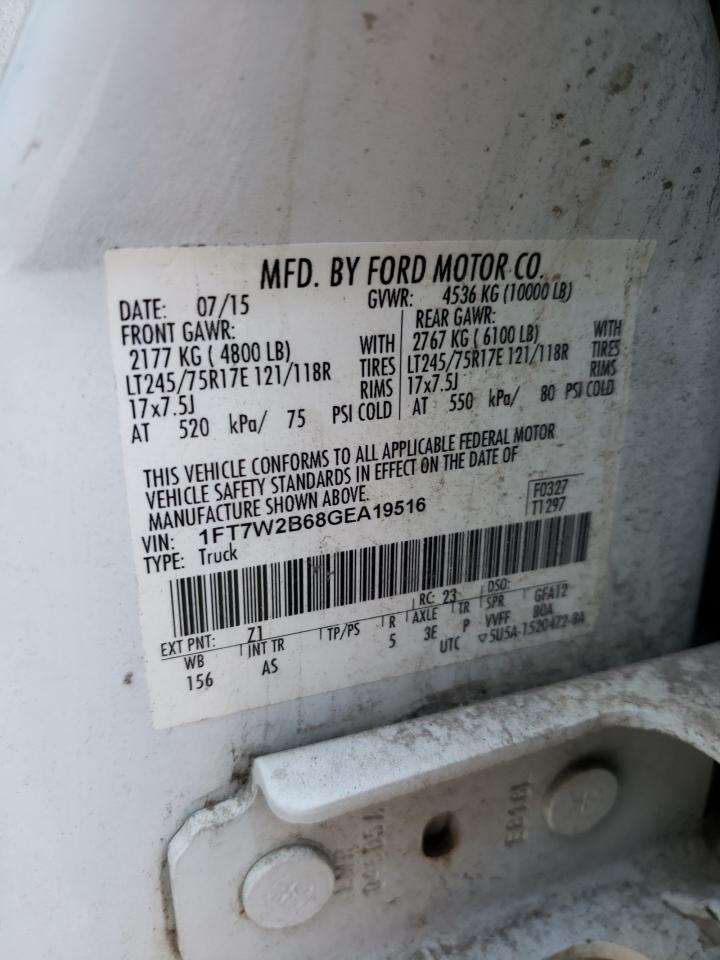 MFD. BY FORD MOTOR CO.
DATE: 07/15 GVWR: 4536 KG (10000 LB)
FRONT GAWR: REAR GAWR:
2177 KG ( 4800 LB) WITH 2767 KG ( 6100 LB) WITH
LT245/75R17E 121/118R TIRES LT245/75R17E 121/118R TIRES
17x7.5J RIMS 17x7.5J RIMS
AT 520 kPa/ 75 PSI COLD AT 550 kPa/ 80 PSI COLD
THIS VEHICLE CONFORMS TO ALL APPLICABLE FEDERAL MOTOR
VEHICLE SAFETY STANDARDS IN EFFECT ON THE DATE OF
MANUFACTURE SHOWN ABOVE.
F0327
VIN: 1FT7W2B68GEA19516 T1297
TYPE: Truck
EXT PNT: Z1 RC: 23 DSO:
WB INT TR TP/PS R AXLE TR SPR GFA12
156 AS 5 3E P VVFF BOA
UTC ▽5U5A-1520472-BA